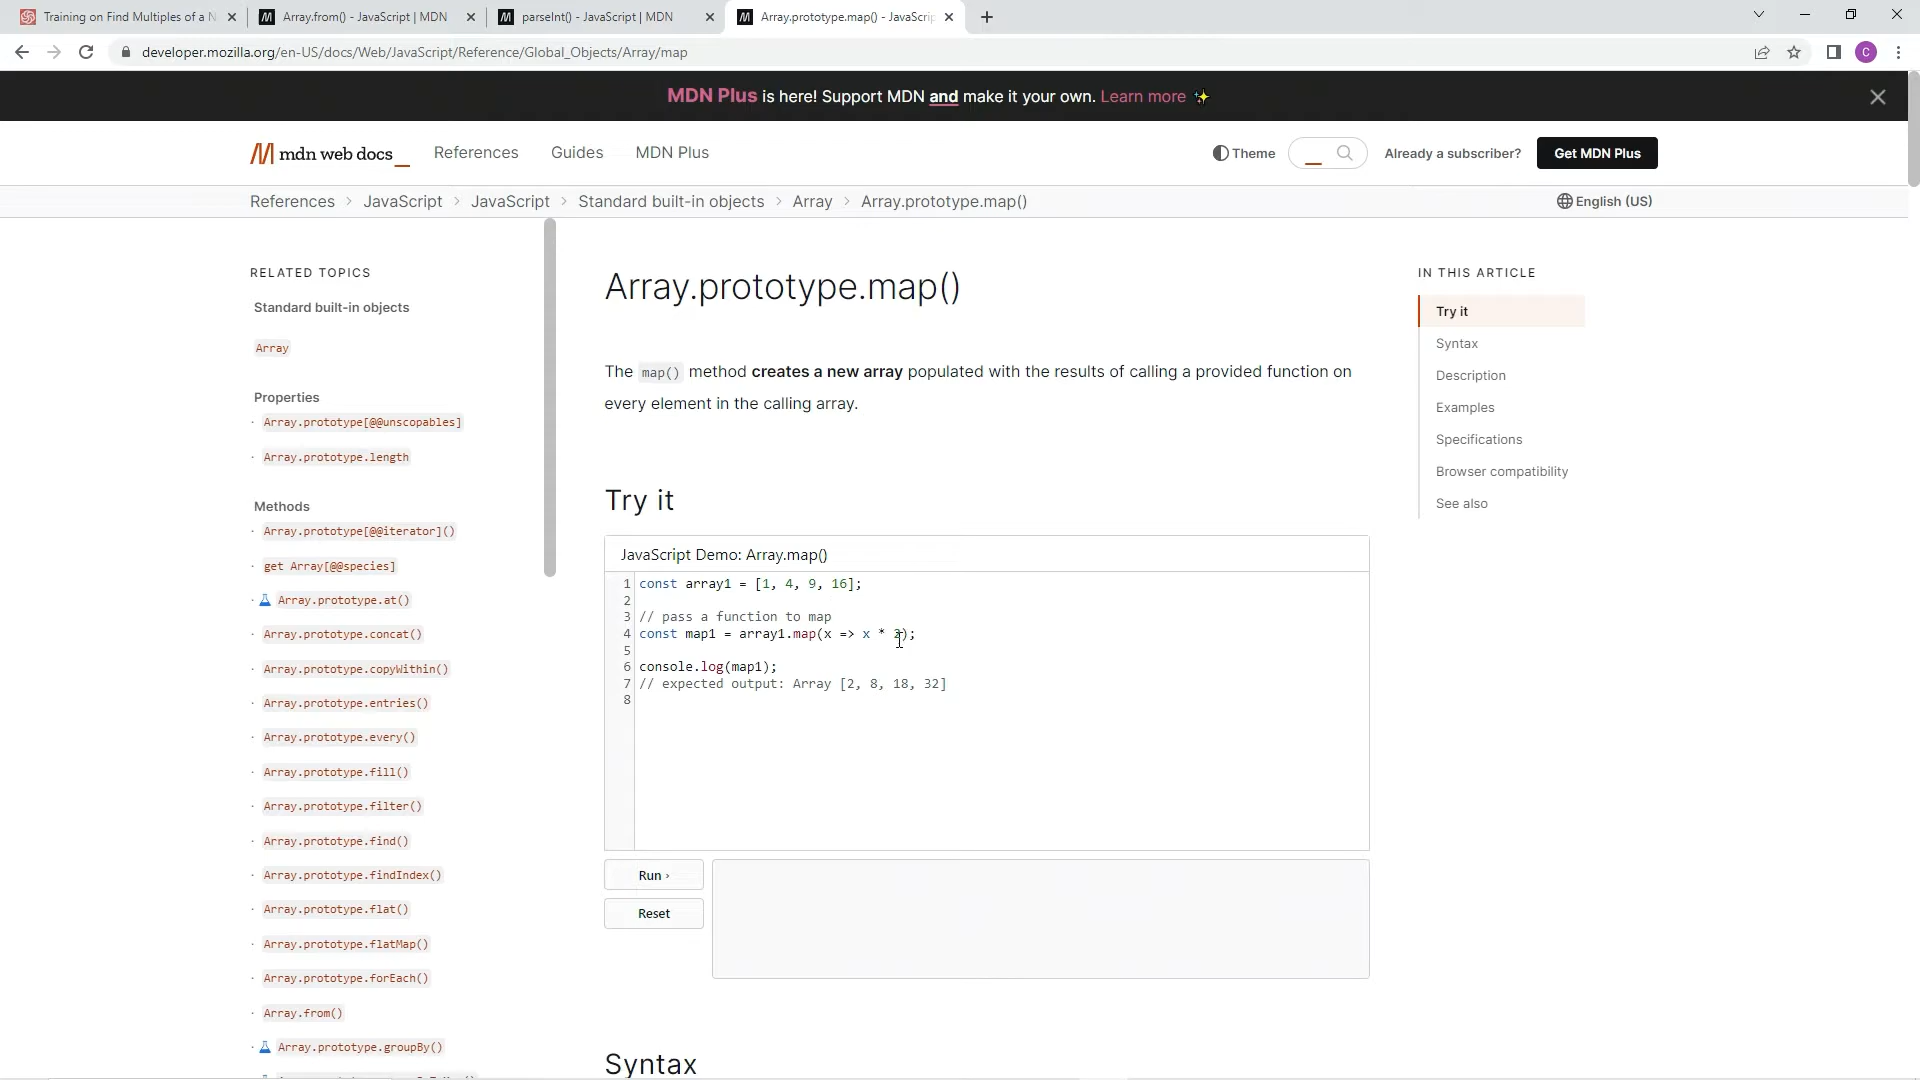 Training on Find Multiples of a N
Array.from() - JavaScript | MDN
parseInt() - JavaScript | MDN
Array.prototype.map() - JavaScrip
developer.mozilla.org/en-US/docs/Web/JavaScript/Reference/Global_Objects/Array/map
C
MDN Plus is here! Support MDN and make it your own. Learn more ✨
mdn web docs_
References
Guides
MDN Plus
Theme
Already a subscriber?
Get MDN Plus
References > JavaScript > JavaScript > Standard built-in objects > Array > Array.prototype.map()
English (US)
RELATED TOPICS
Standard built-in objects
Array
Properties
Array.prototype[@@unscopables]
Array.prototype.length
Methods
Array.prototype[@@iterator]()
get Array[@@species]
Array.prototype.at()
Array.prototype.concat()
Array.prototype.copyWithin()
Array.prototype.entries()
Array.prototype.every()
Array.prototype.fill()
Array.prototype.filter()
Array.prototype.find()
Array.prototype.findIndex()
Array.prototype.flat()
Array.prototype.flatMap()
Array.prototype.forEach()
Array.from()
Array.prototype.groupBy()
Array.prototype.map()
The map() method creates a new array populated with the results of calling a provided function on
every element in the calling array.
Try it
JavaScript Demo: Array.map()
1 const array1 = [1, 4, 9, 16];
2
3 // pass a function to map
4 const map1 = array1.map(x => x * 2);
5
6 console.log(map1);
7 // expected output: Array [2, 8, 18, 32]
8
Run ›
Reset
Syntax
IN THIS ARTICLE
Try it
Syntax
Description
Examples
Specifications
Browser compatibility
See also